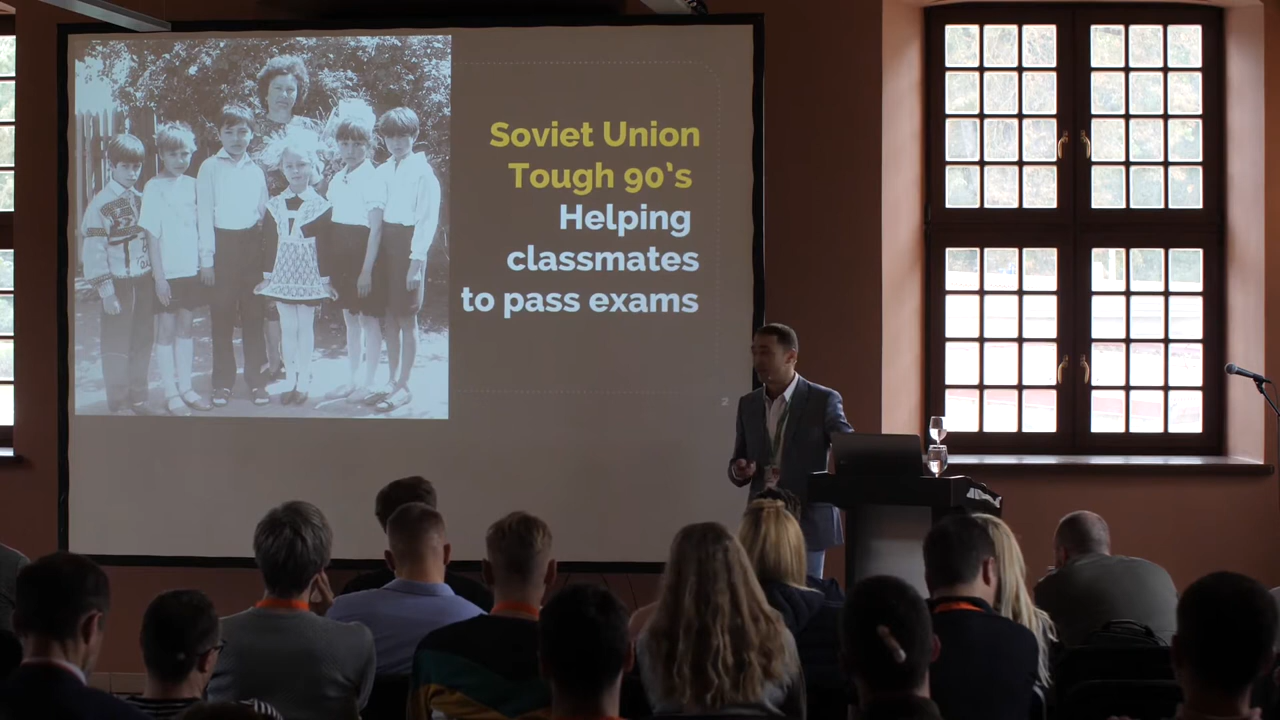 Soviet Union
Tough 90's
Helping
classmates
to pass exams